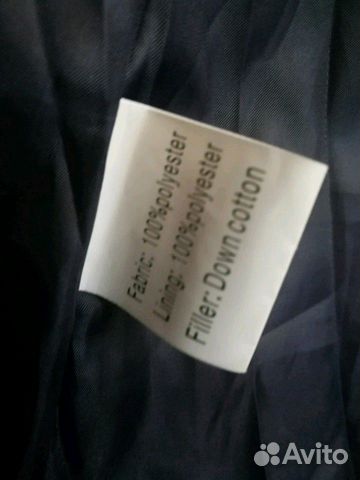 Fabric: 100%polyester
Lining: 100%polyester
Filler: Down cotton
Avito